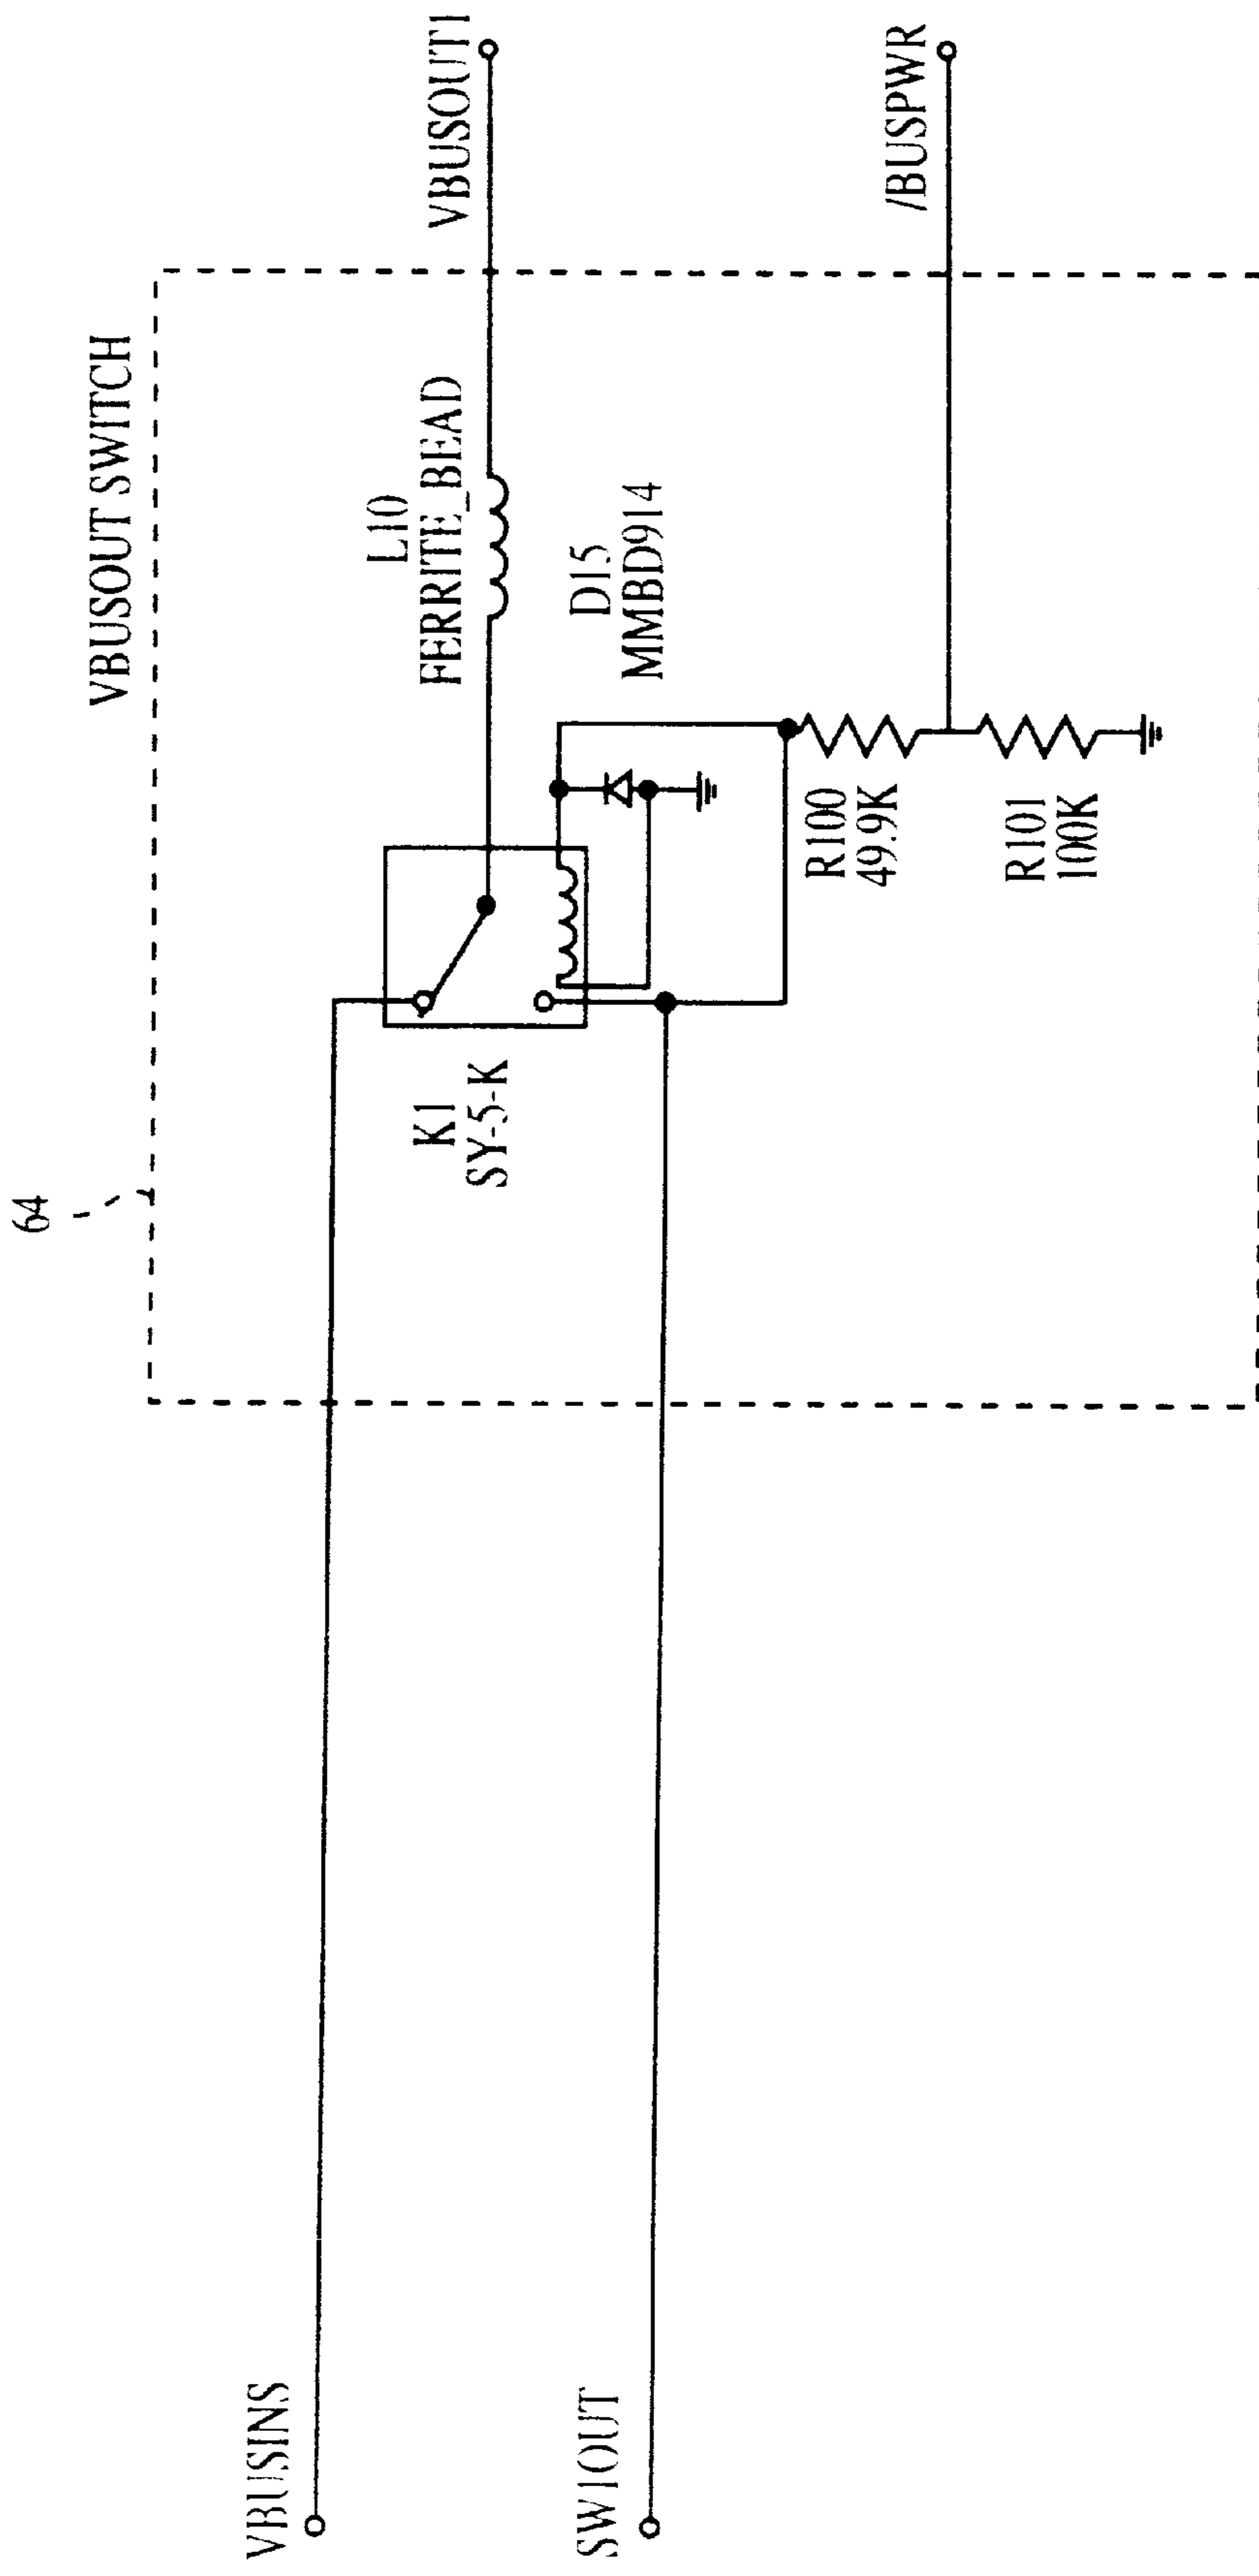 64
VBUSOUT SWITCH
VBUSINS
K1
SY-5-K
L10
FERRITE_BEAD
VBUSOUT1
D15
MMBD914
SW1OUT
R100
49.9K
/BUSPWR
R101
100K